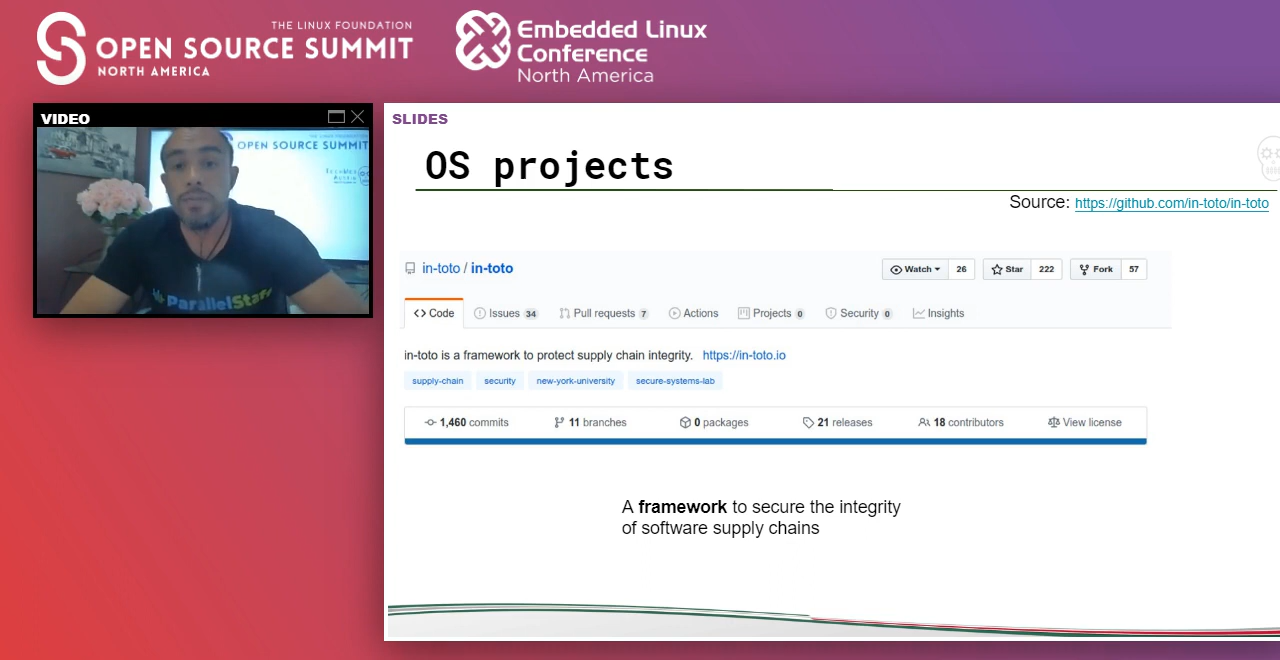 THE LINUX FOUNDATION
OPEN SOURCE SUMMIT
NORTH AMERICA
Embedded Linux
Conference
North America
VIDEO
OPEN SOURCE SUMMIT
ParallelStaff
SLIDES
OS projects
Source: https://github.com/in-toto/in-toto
in-toto / in-toto
Watch 26 Star 222 Fork 57
Code Issues 34 Pull requests 7 Actions Projects 0 Security 0 Insights
in-toto is a framework to protect supply chain integrity. https://in-toto.io
supply-chain security new-york-university secure-systems-lab
1,460 commits 11 branches 0 packages 21 releases 18 contributors View license
A framework to secure the integrity
of software supply chains